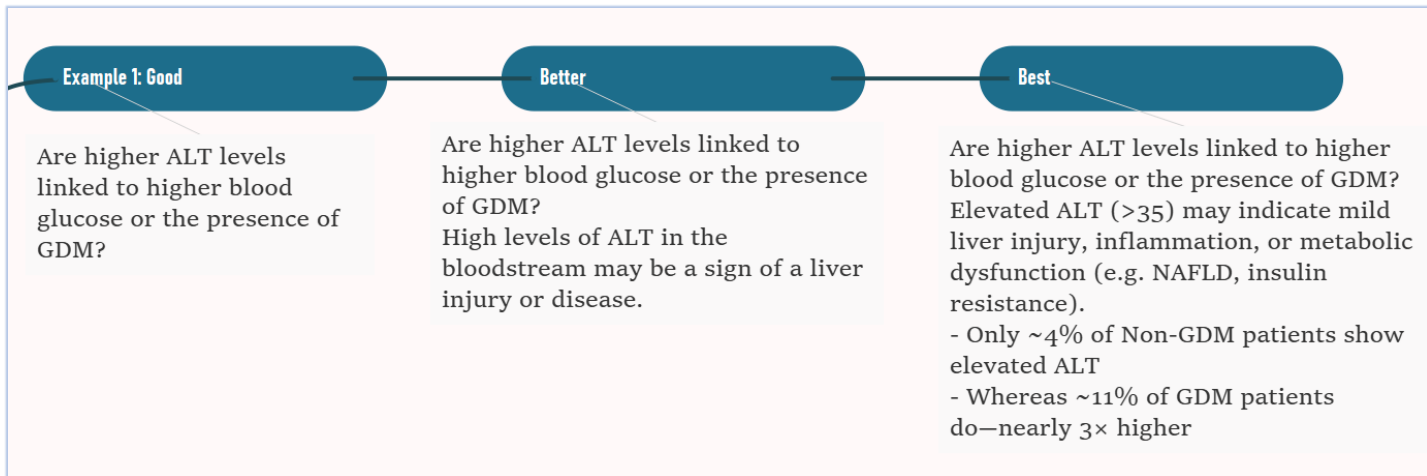 Example 1: Good
Are higher ALT levels
linked to higher blood
glucose or the presence of
GDM?
Better
Are higher ALT levels linked to
higher blood glucose or the presence
of GDM?
High levels of ALT in the
bloodstream may be a sign of a liver
injury or disease.
Best
Are higher ALT levels linked to higher
blood glucose or the presence of GDM?
Elevated ALT (>35) may indicate mild
liver injury, inflammation, or metabolic
dysfunction (e.g. NAFLD, insulin
resistance).
- Only ~4% of Non-GDM patients show
elevated ALT
- Whereas ~11% of GDM patients
do—nearly 3× higher